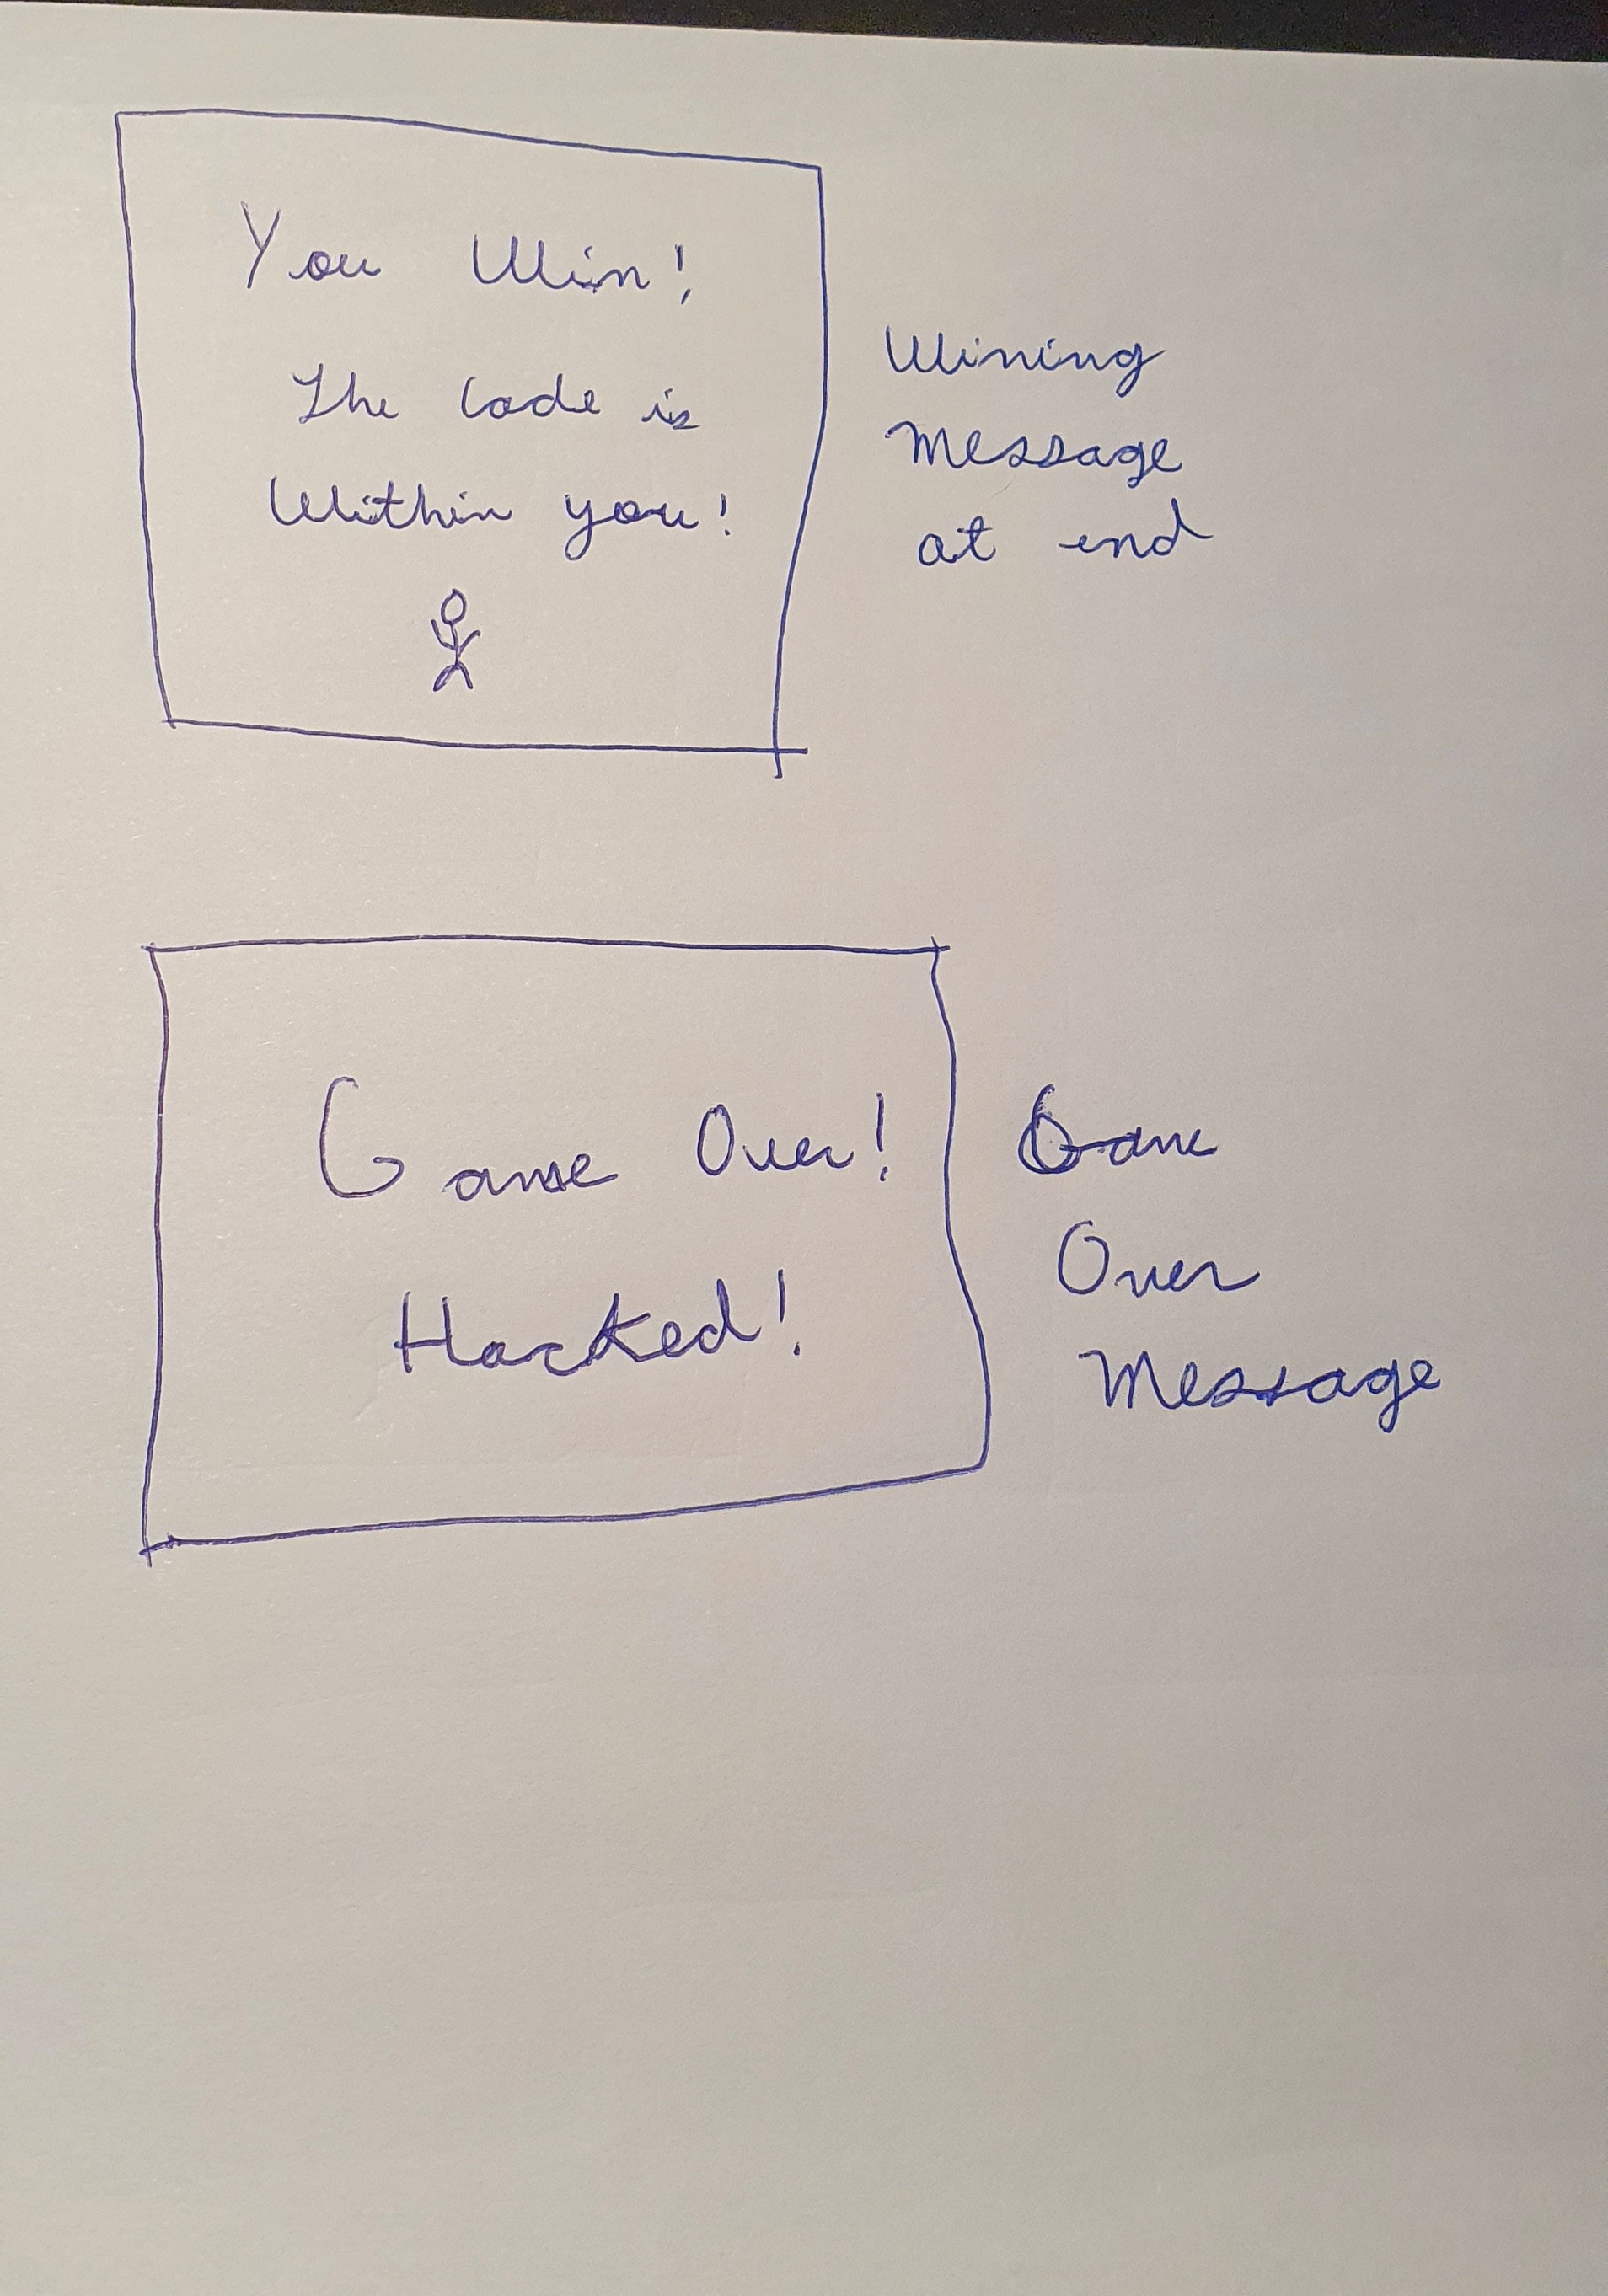 You Win!
The Code is
Within you!
Wining
Message
at end
Game Over!
Hacked!
Game
Over
Message